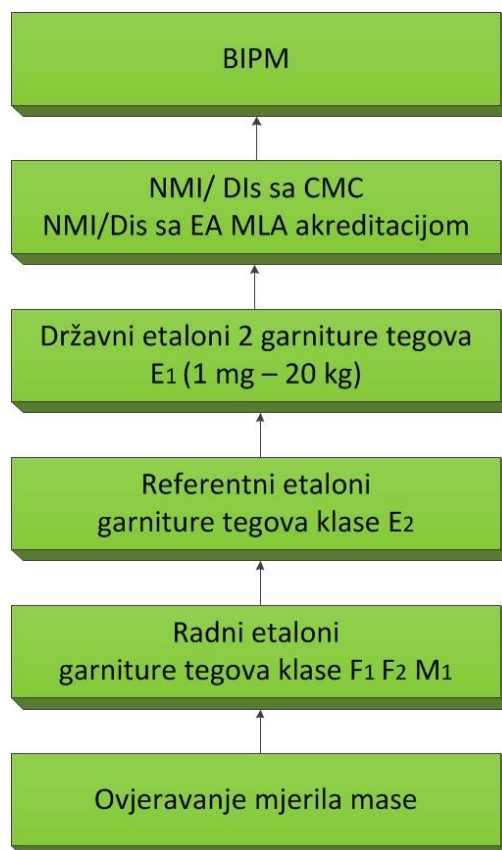 BIPM
NMI/ DIs sa CMC
NMI/Dis sa EA MLA akreditacijom
Državni etaloni 2 garniture tegova
E1 (1 mg – 20 kg)
Referentni etaloni
garniture tegova klase E2
Radni etaloni
garniture tegova klase F1 F2 M1
Ovjeravanje mjerila mase